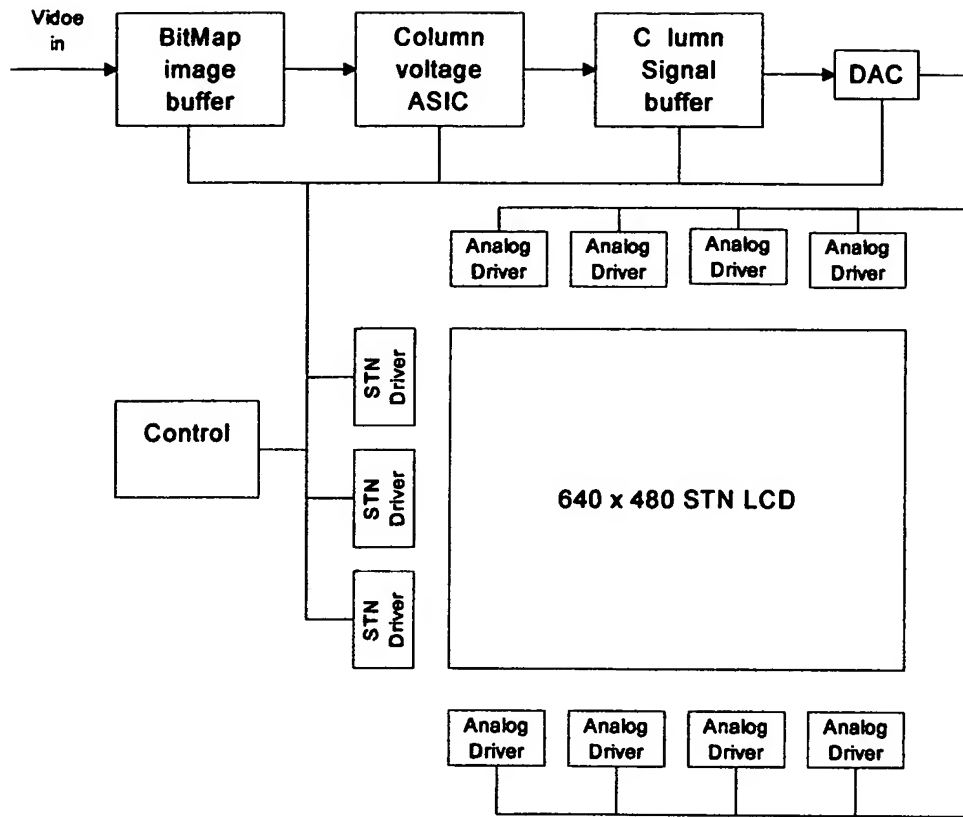 Vidoe
in
BitMap
image
buffer
Column
voltage
ASIC
C lumn
Signal
buffer
DAC
Analog
Driver
Analog
Driver
Analog
Driver
Analog
Driver
STN
Driver
STN
Driver
STN
Driver
Control
640 x 480 STN LCD
Analog
Driver
Analog
Driver
Analog
Driver
Analog
Driver